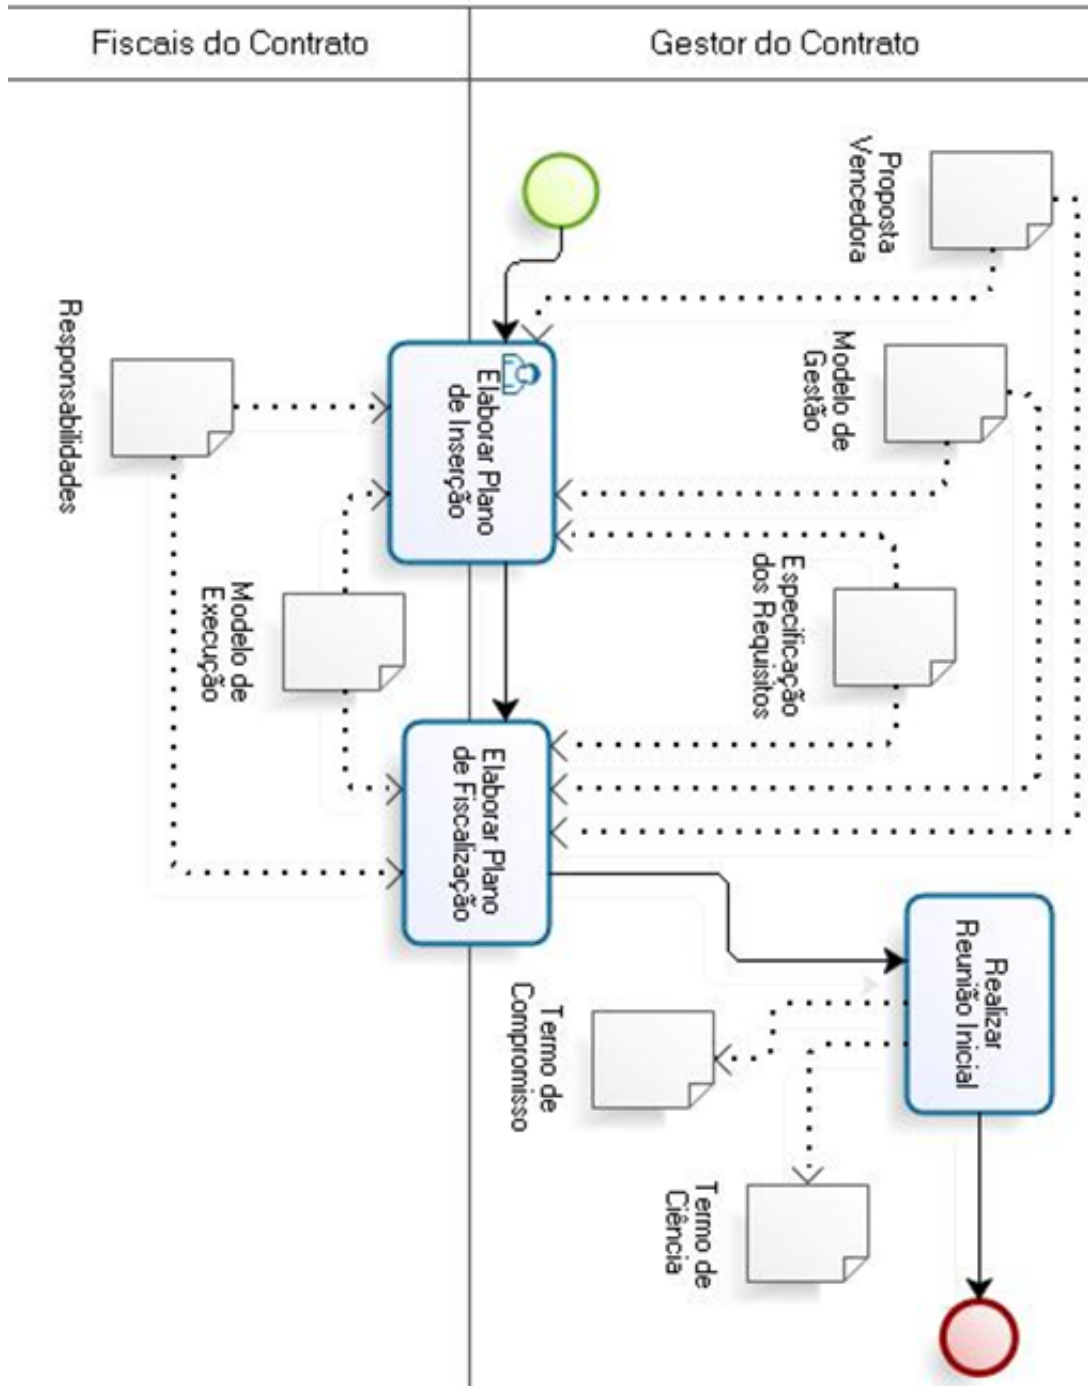 Fiscais do Contrato
Gestor do Contrato
Proposta
Vencedora
Modelo de
Gestão
Responsabilidades
Elaborar Plano
de Inserção
Especificação
dos Requisitos
Modelo de
Execução
Elaborar Plano
de Fiscalização
Realizar
Reunião Inicial
Termo de
Compromisso
Termo de
Ciência